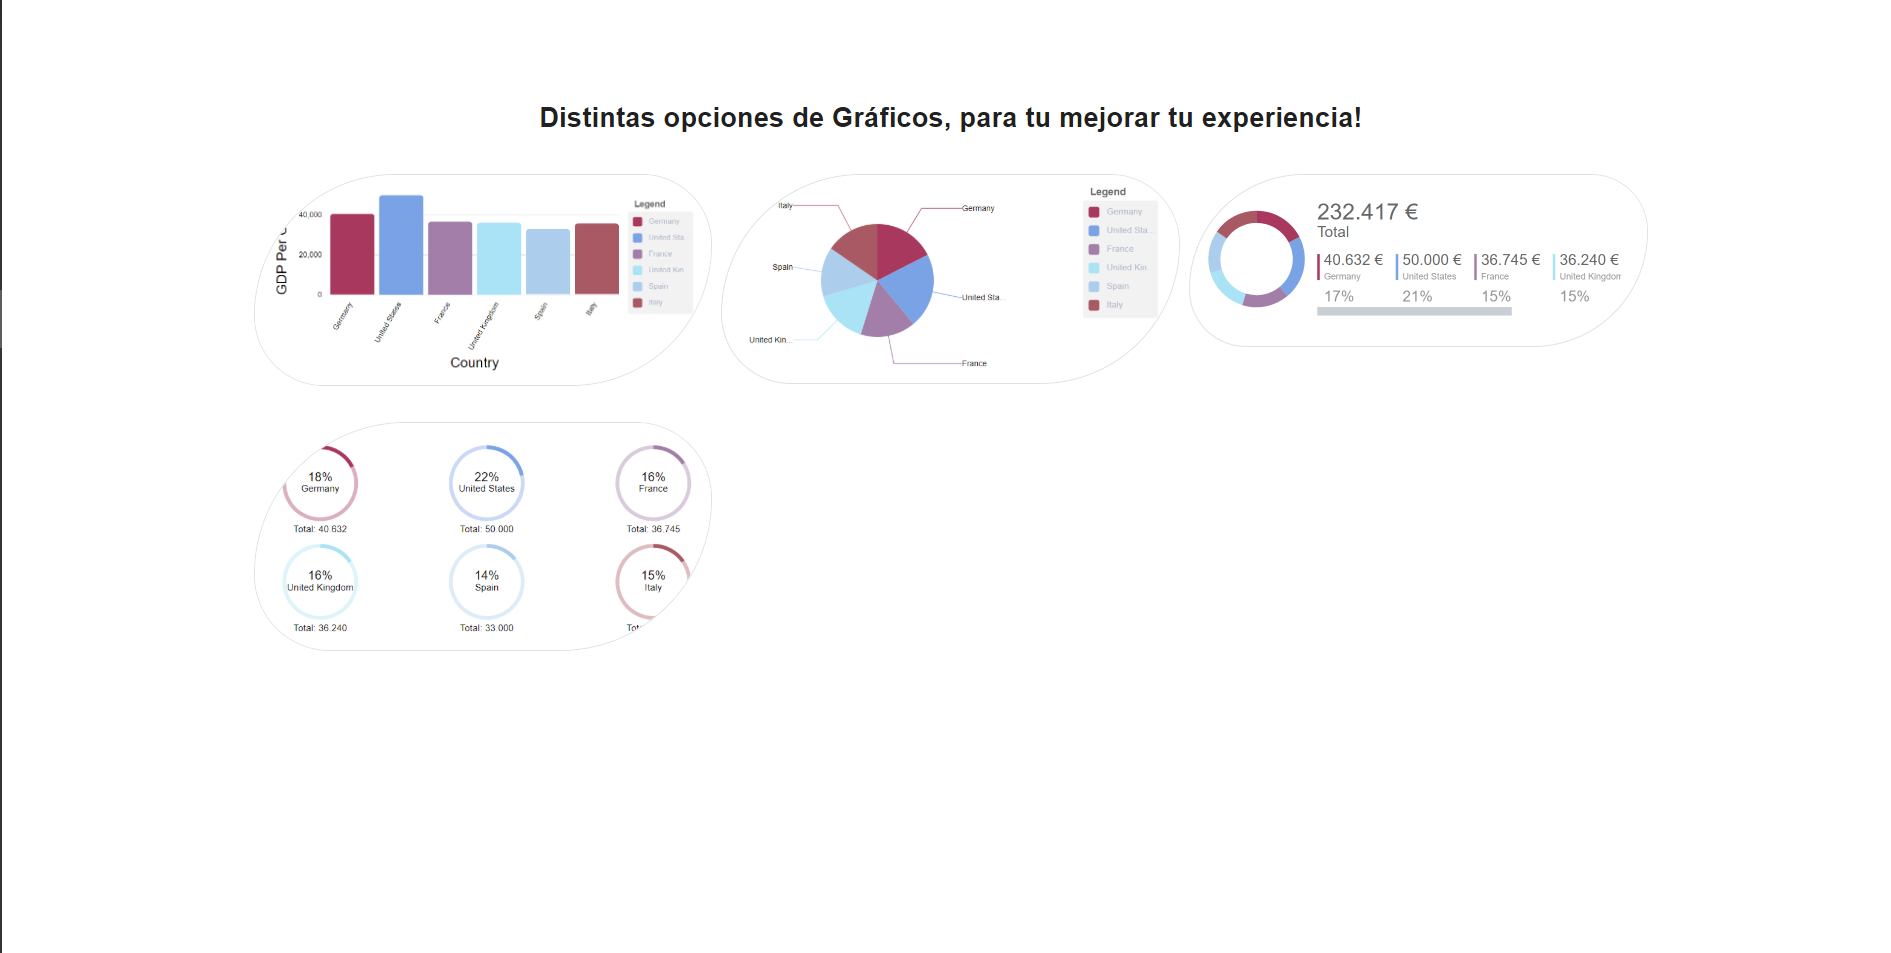 Distintas opciones de Gráficos, para tu mejorar tu experiencia!
GDP Per
40,000
20,000
0
Germany
United States
France
United Kingdom
Spain
Italy
Country
Legend
Germany
United Sta
France
United Kin
Spain
Italy
Italy
Germany
Spain
United Sta...
United Kin...
France
Legend
Germany
United Sta...
France
United Kin...
Spain
Italy
232.417 €
Total
40.632 € 50.000 € 36.745 € 36.240 €
Germany United States France United Kingdom
17% 21% 15% 15%
18% 22% 16%
Germany United States France
Total: 40.632 Total: 50.000 Total: 36.745
16% 14% 15%
United Kingdom Spain Italy
Total: 36.240 Total: 33.000